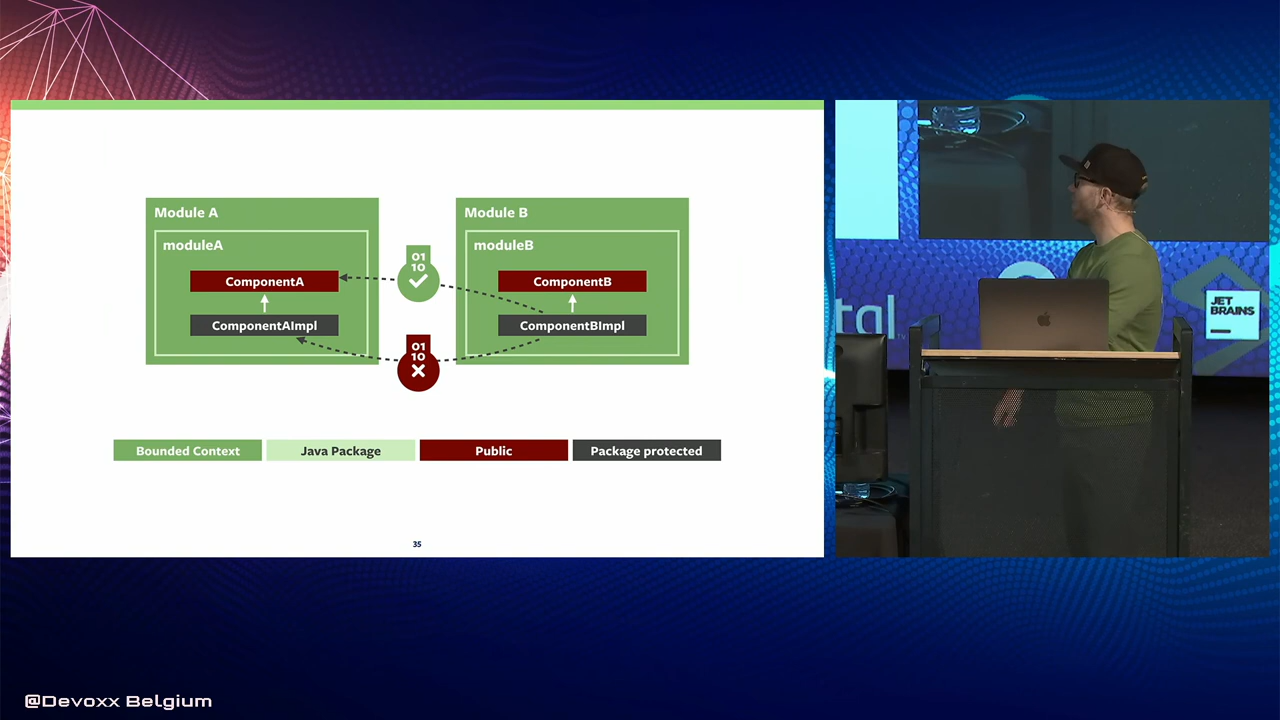 Module A
moduleA
ComponentA
ComponentAImpl
01
10
01
10
Module B
moduleB
ComponentB
ComponentBImpl
Bounded Context
Java Package
Public
Package protected
35
tal
JET
BRAINS
@Devoxx Belgium